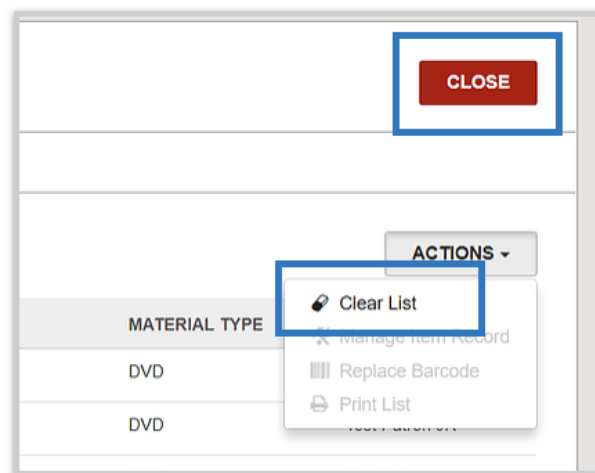 CLOSE
ACTIONS
Clear List
MATERIAL TYPE
Manage Item Record
DVD
Replace Barcode
Print List
DVD